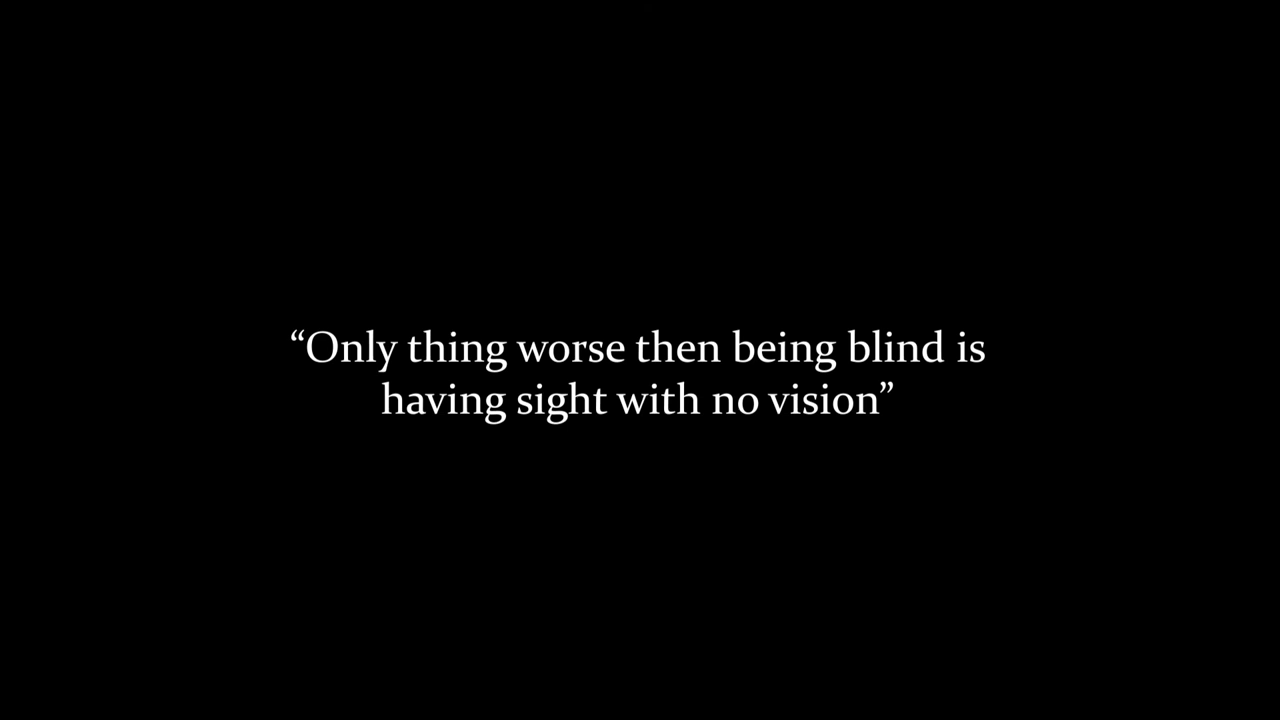 “Only thing worse then being blind is
having sight with no vision”